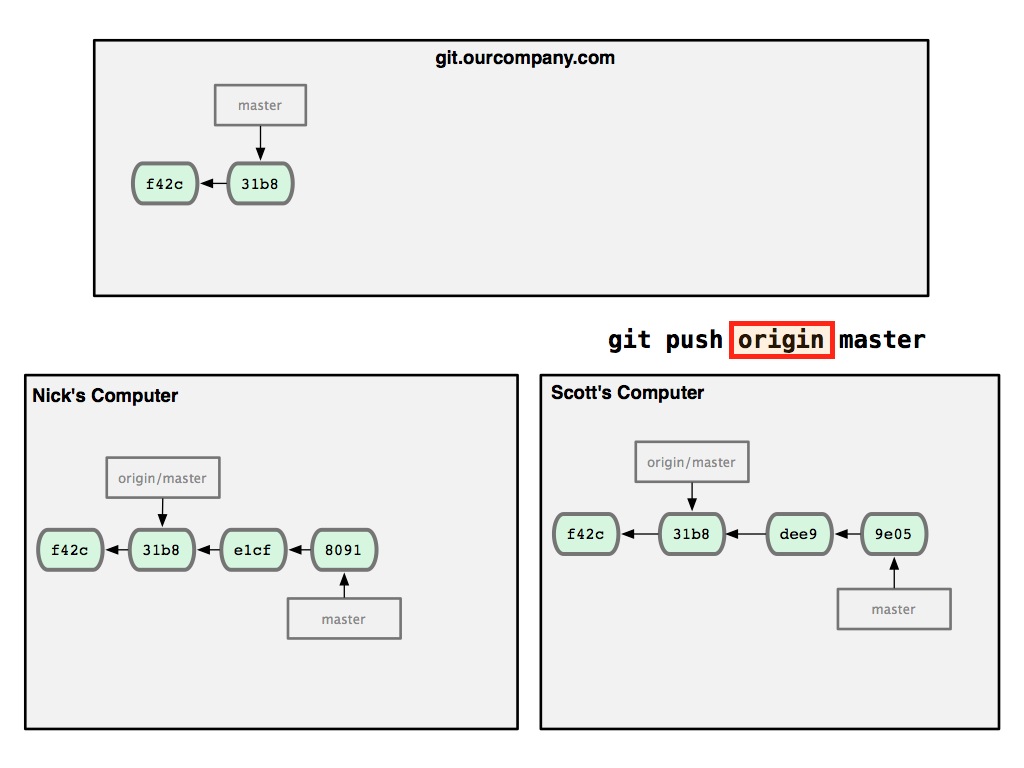 git.ourcompany.com
master
f42c 31b8
git push origin master
Nick's Computer
origin/master
f42c 31b8 e1cf 8091
master
Scott's Computer
origin/master
f42c 31b8 dee9 9e05
master